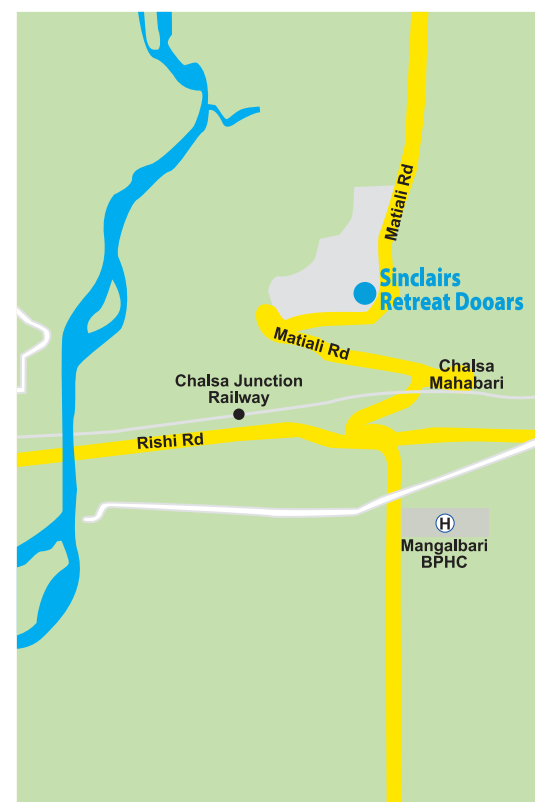 Matiali Rd
Sinclairs
Retreat Dooars
Matiali Rd
Chalsa
Mahabari
Chalsa Junction
Railway
Rishi Rd
H
Mangalbari
BPHC